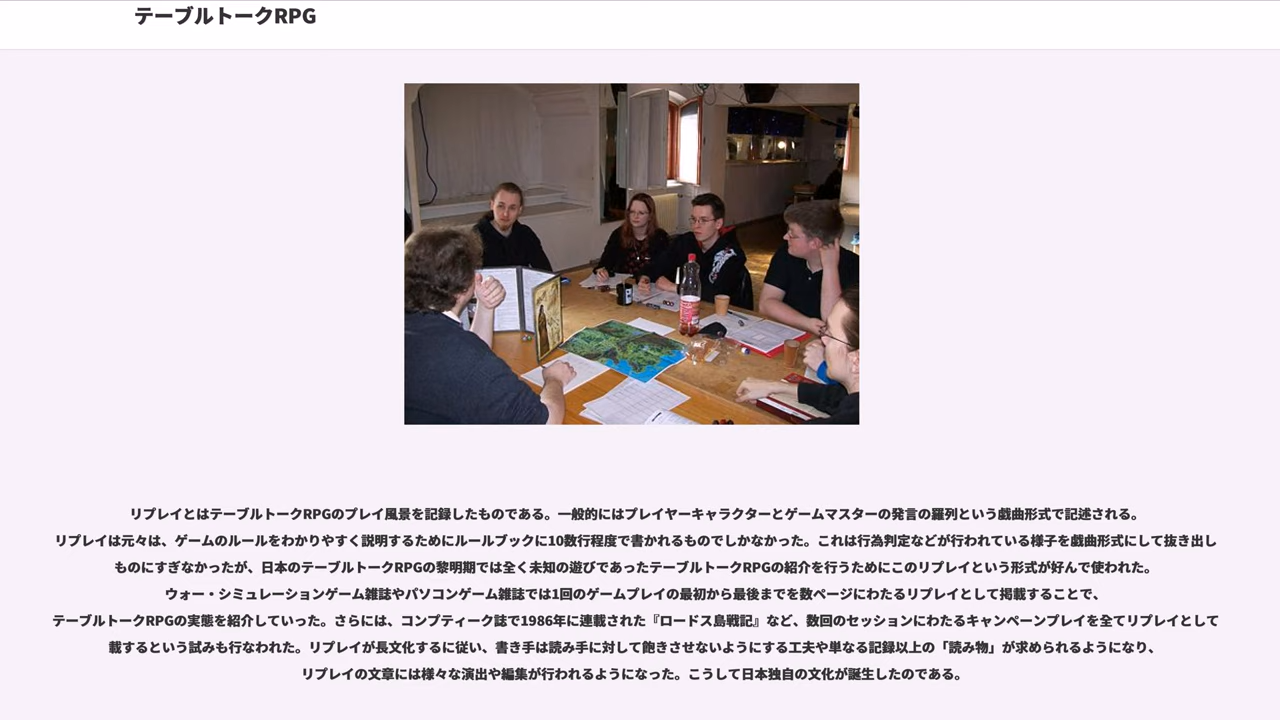 テーブルトークRPG
リプレイとはテーブルトークRPGのプレイ風景を記録したものである。一般的にはプレイヤーキャラクターとゲームマスターの発言の羅列という戯曲形式で記述される。
リプレイは元々は、ゲームのルールをわかりやすく説明するためにルールブックに10数行程度で書かれるものでしかなかった。これは行為判定などが行われている様子を戯曲形式にして抜き出し
ものにすぎなかったが、日本のテーブルトークRPGの黎明期では全く未知の遊びであったテーブルトークRPGの紹介を行うためにこのリプレイという形式が好んで使われた。
ウォー・シミュレーションゲーム雑誌やパソコンゲーム雑誌では1回のゲームプレイの最初から最後までを数ページにわたるリプレイとして掲載することで、
テーブルトークRPGの実態を紹介していった。さらには、コンプティーク誌で1986年に連載された『ロードス島戦記』など、数回のセッションにわたるキャンペーンプレイを全てリプレイとして
載するという試みも行なわれた。リプレイが長文化するに従い、書き手は読み手に対して飽きさせないようにする工夫や単なる記録以上の「読み物」が求められるようになり、
リプレイの文章には様々な演出や編集が行われるようになった。こうして日本独自の文化が誕生したのである。